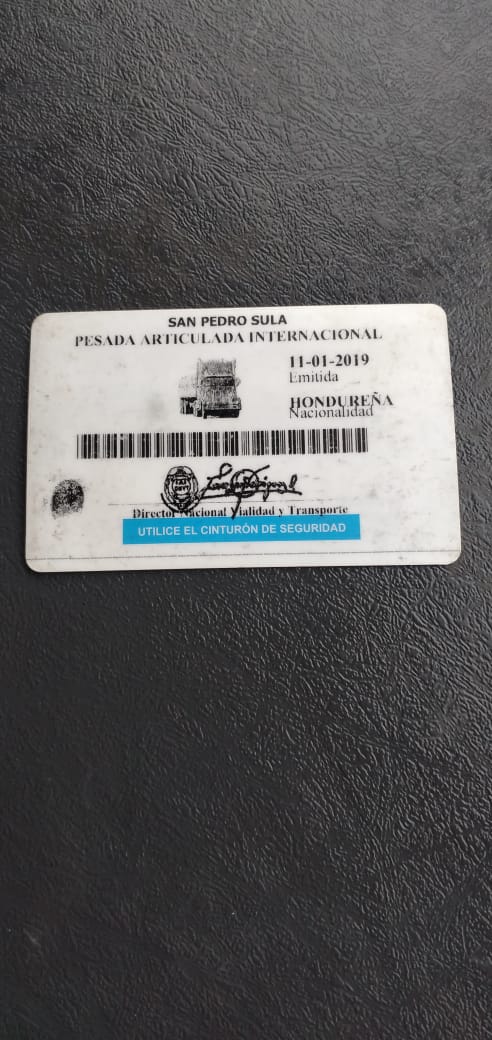 SAN PEDRO SULA
PESADA ARTICULADA INTERNACIONAL
11-01-2019
Emitida
HONDUREÑA
Nacionalidad
Director Nacional Vialidad y Transporte
UTILICE EL CINTURÓN DE SEGURIDAD